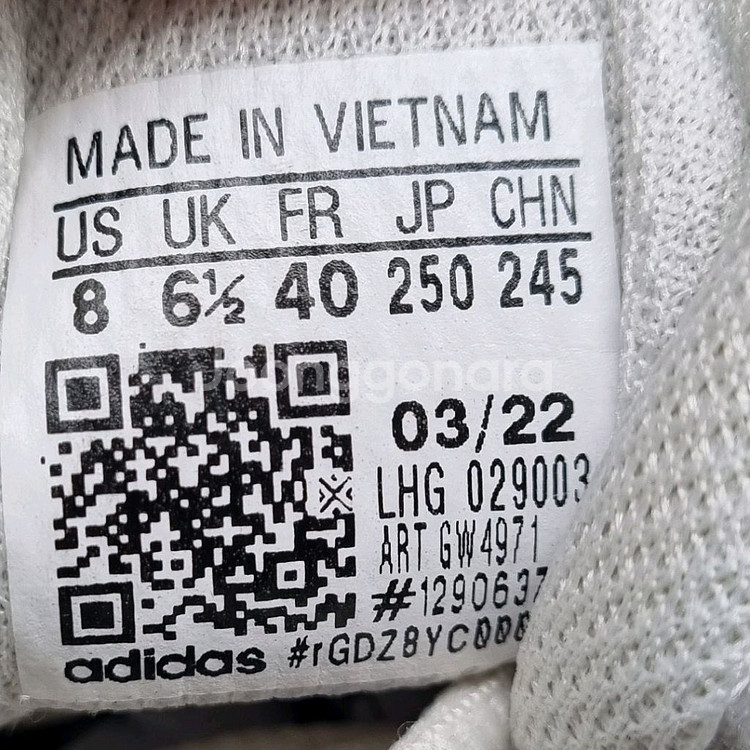 MADE IN VIETNAM
US UK FR JP CHN
8 6½ 40 250 245
03/22
LHG 029003
ART GW4971
#1290637
adidas #rGDZ8YC000